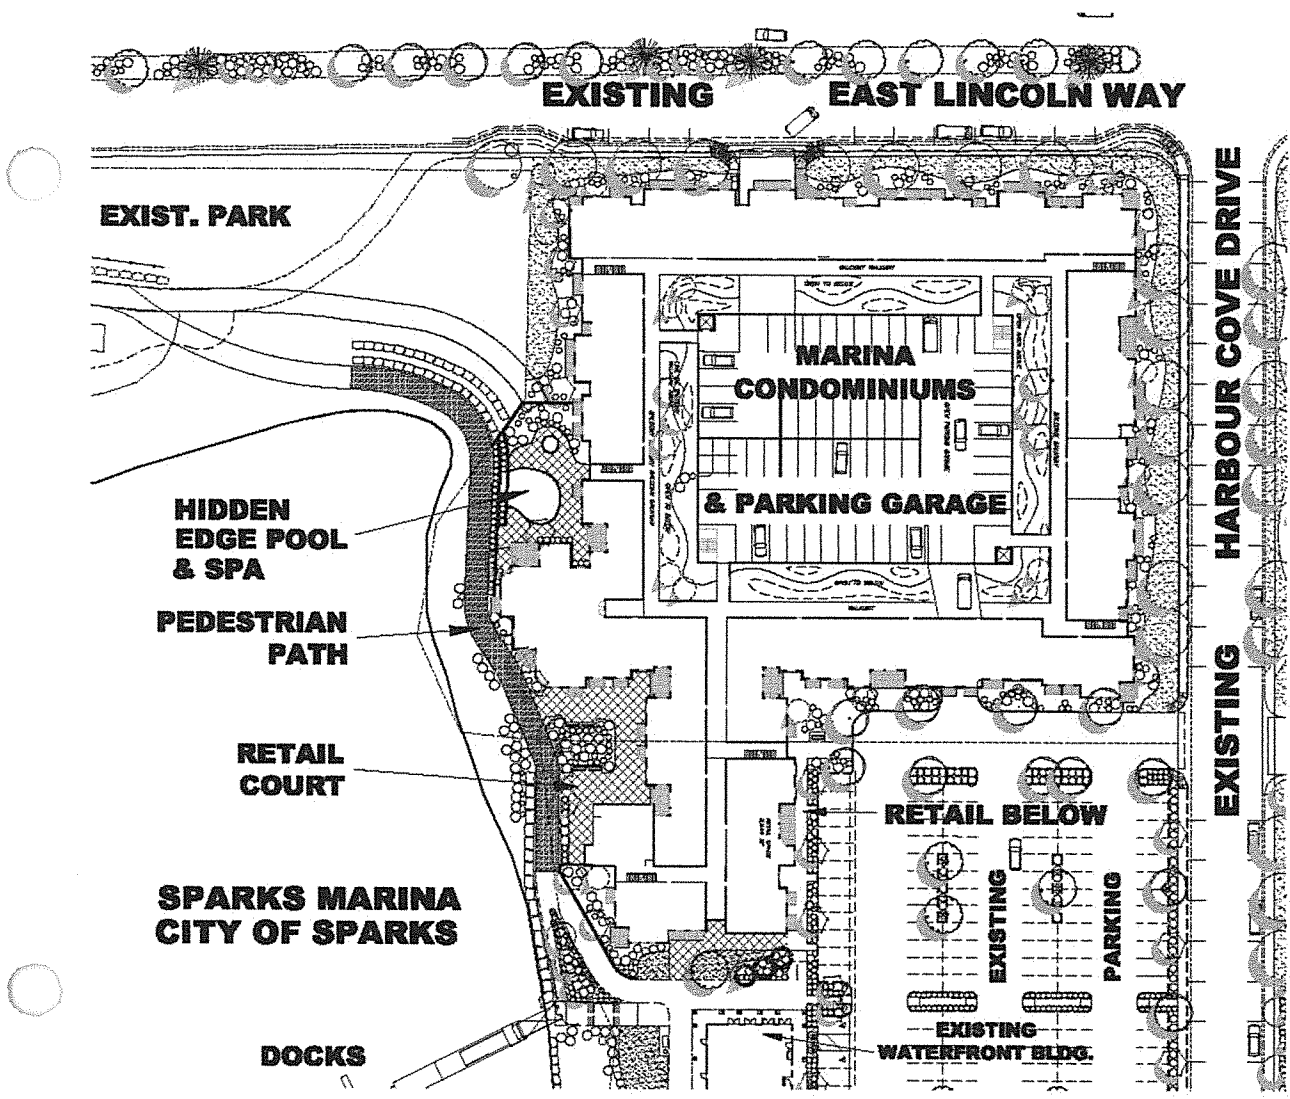 EXISTING EAST LINCOLN WAY
EXIST. PARK
EXISTING HARBOUR COVE DRIVE
MARINA
CONDOMINIUMS
& PARKING GARAGE
HIDDEN
EDGE POOL
& SPA
PEDESTRIAN
PATH
RETAIL
COURT
RETAIL BELOW
SPARKS MARINA
CITY OF SPARKS
EXISTING PARKING
DOCKS
EXISTING
WATERFRONT BLDG.